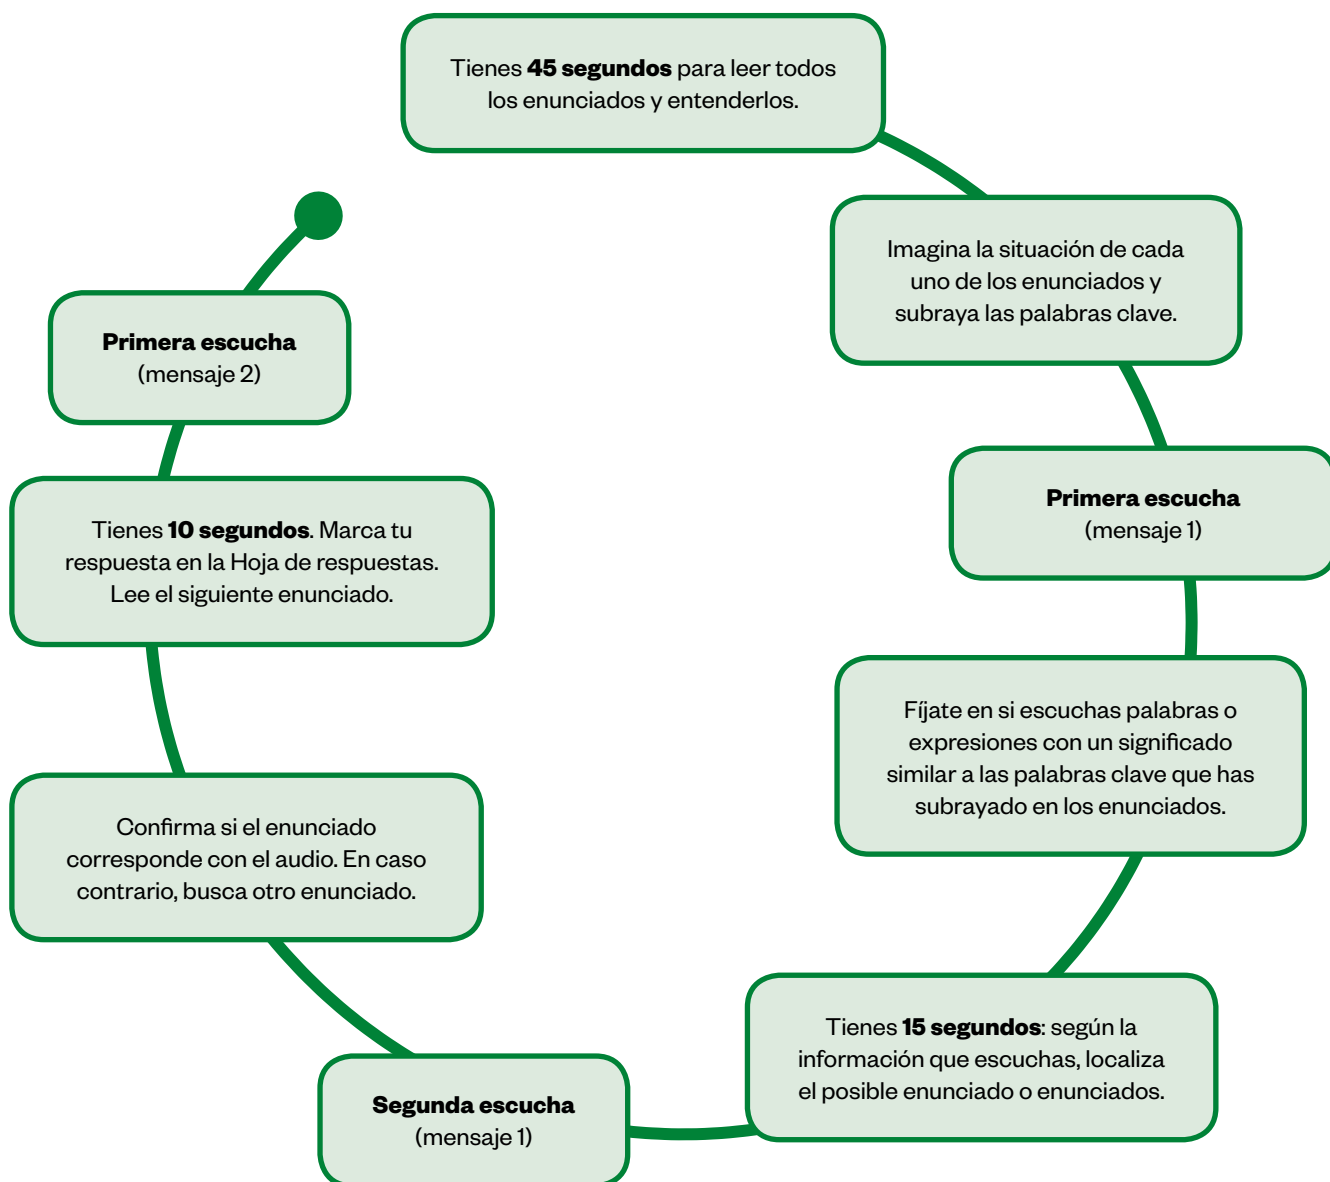 Tienes 45 segundos para leer todos
los enunciados y entenderlos.
Imagina la situación de cada
uno de los enunciados y
subraya las palabras clave.
Primera escucha
(mensaje 1)
Fíjate en si escuchas palabras o
expresiones con un significado
similar a las palabras clave que has
subrayado en los enunciados.
Tienes 15 segundos: según la
información que escuchas, localiza
el posible enunciado o enunciados.
Segunda escucha
(mensaje 1)
Confirma si el enunciado
corresponde con el audio. En caso
contrario, busca otro enunciado.
Tienes 10 segundos. Marca tu
respuesta en la Hoja de respuestas.
Lee el siguiente enunciado.
Primera escucha
(mensaje 2)